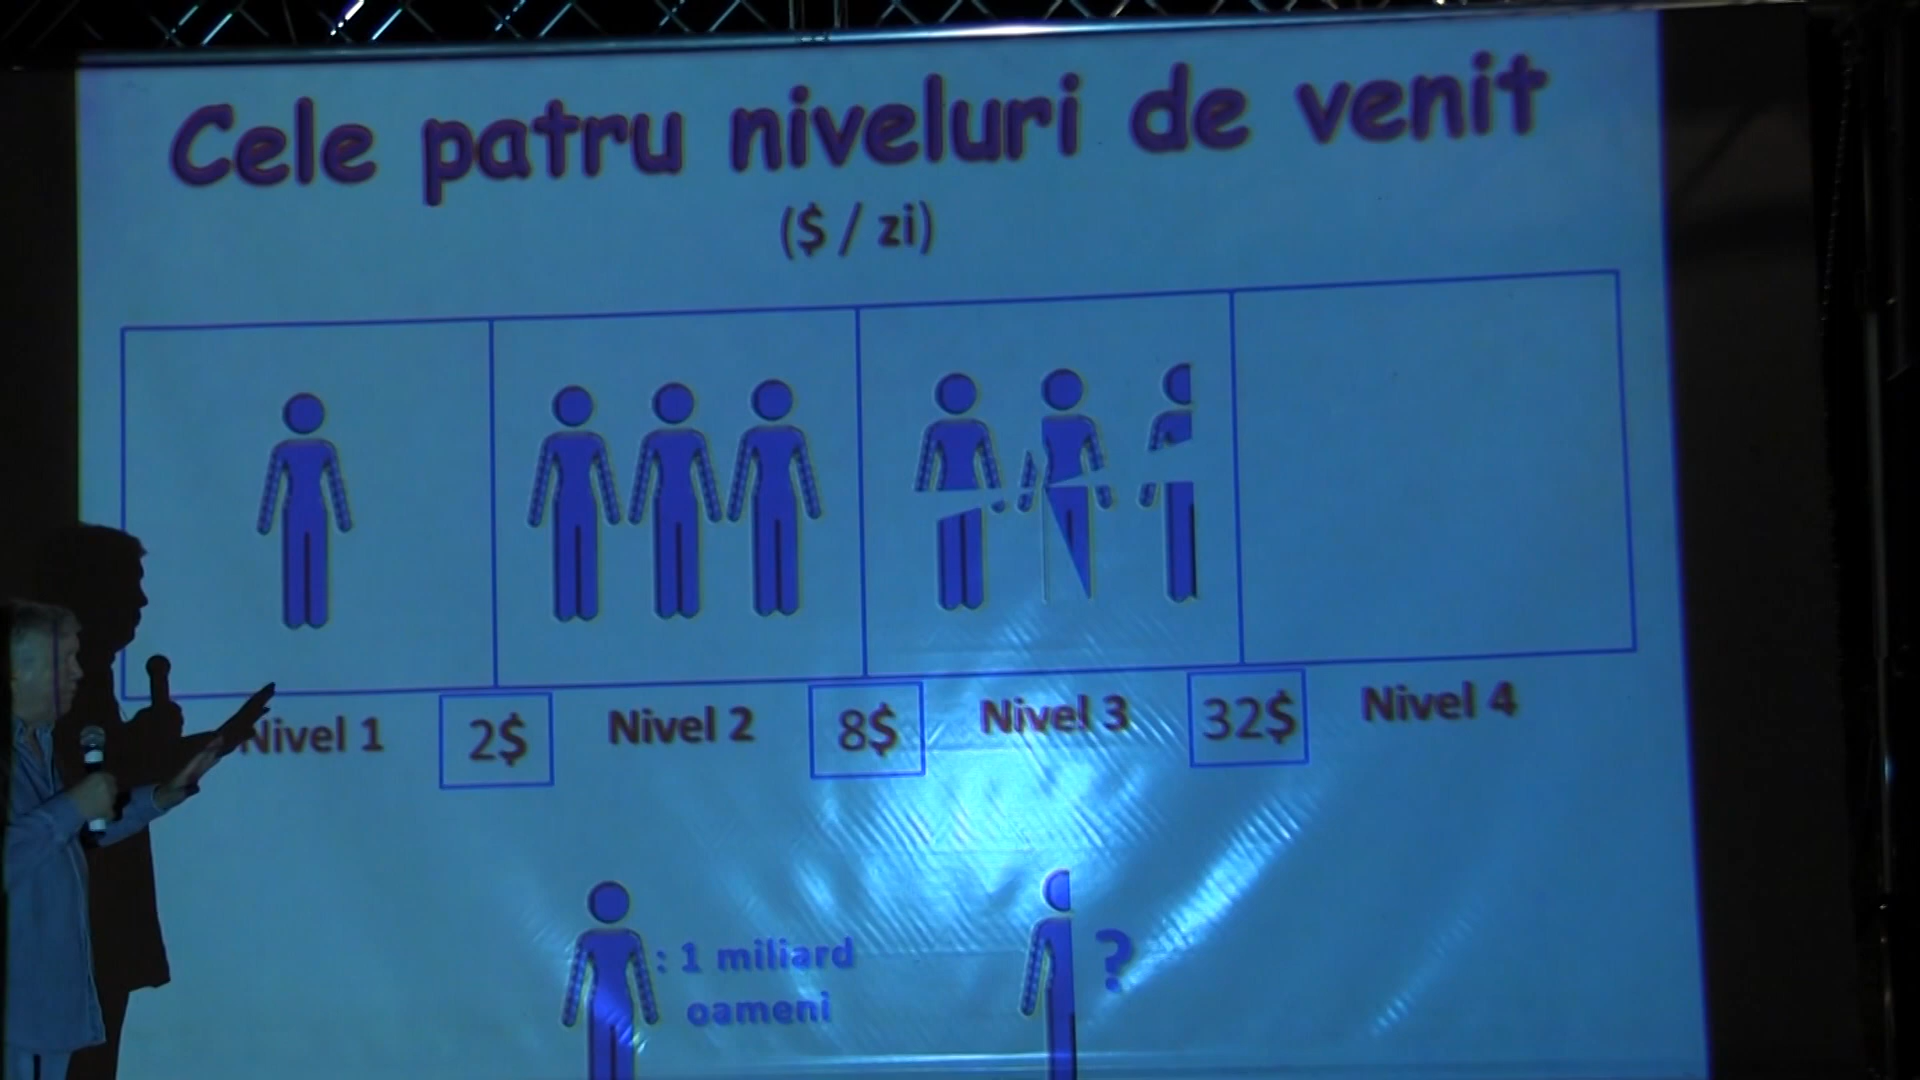 Cele patru niveluri de venit
($ / zi)
Nivel 1
2$
Nivel 2
8$
Nivel 3
32$
Nivel 4
: 1 miliard
oameni
?